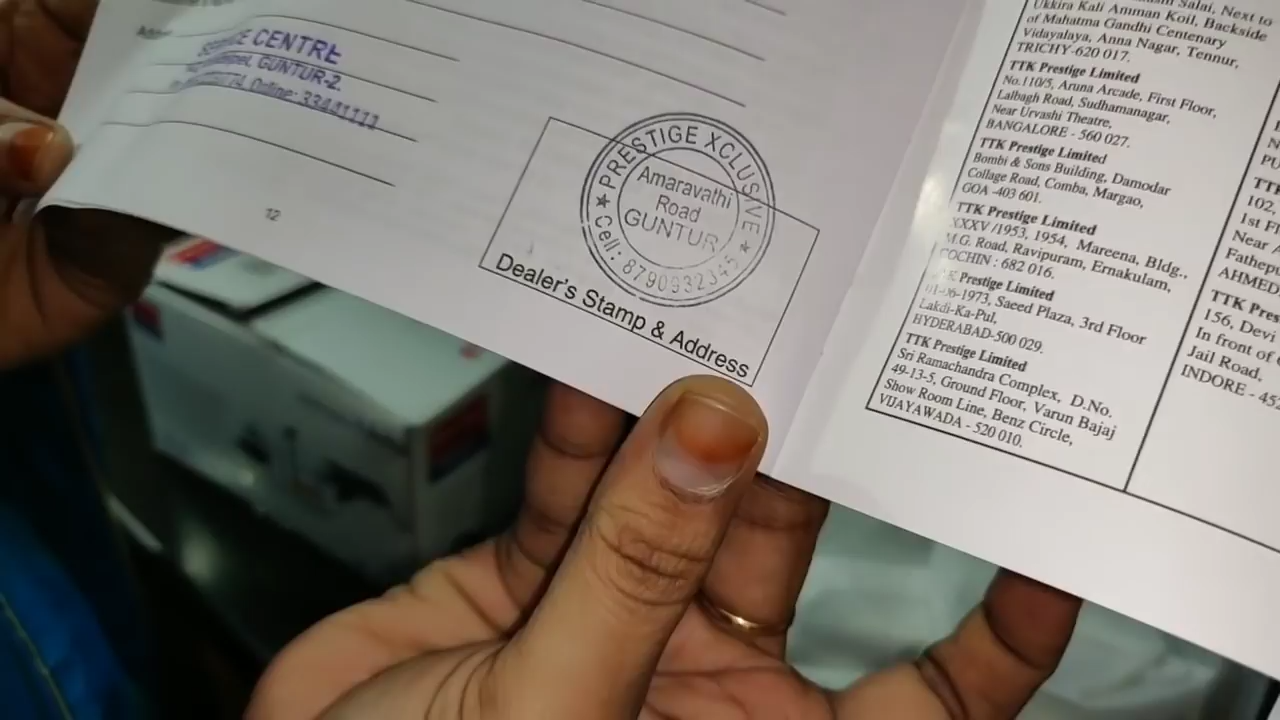 SERVICE CENTRE
GUNTUR-2.
Online: 33441111
12
★ PRESTIGE XCLUSIVE ★
Amaravathi
Road
GUNTUR
Cell: 8790932345
Dealer's Stamp & Address
Salai, Next to
Ukkira Kali Amman Koil, Backside
of Mahatma Gandhi Centenary
Vidayalaya, Anna Nagar, Tennur,
TRICHY-620 017.
TTK Prestige Limited
No.110/5, Aruna Arcade, First Floor,
Lalbagh Road, Sudhamanagar,
Near Urvashi Theatre,
BANGALORE - 560 027.
TTK Prestige Limited
Bombi & Sons Building, Damodar
Collage Road, Comba, Margao,
GOA -403 601.
TTK Prestige Limited
XXXV /1953, 1954, Mareena, Bldg.,
M.G. Road, Ravipuram, Ernakulam,
COCHIN : 682 016.
Prestige Limited
01-06-1973, Saeed Plaza, 3rd Floor
Lakdi-Ka-Pul,
HYDERABAD-500 029.
TTK Prestige Limited
Sri Ramachandra Complex, D.No.
49-13-5, Ground Floor, Varun Bajaj
Show Room Line, Benz Circle,
VIJAYAWADA - 520 010.
102,
1st Fl
Near A
Fathep
AHMED
TTK Pres
156, Devi
In front of
Jail Road,
INDORE - 45